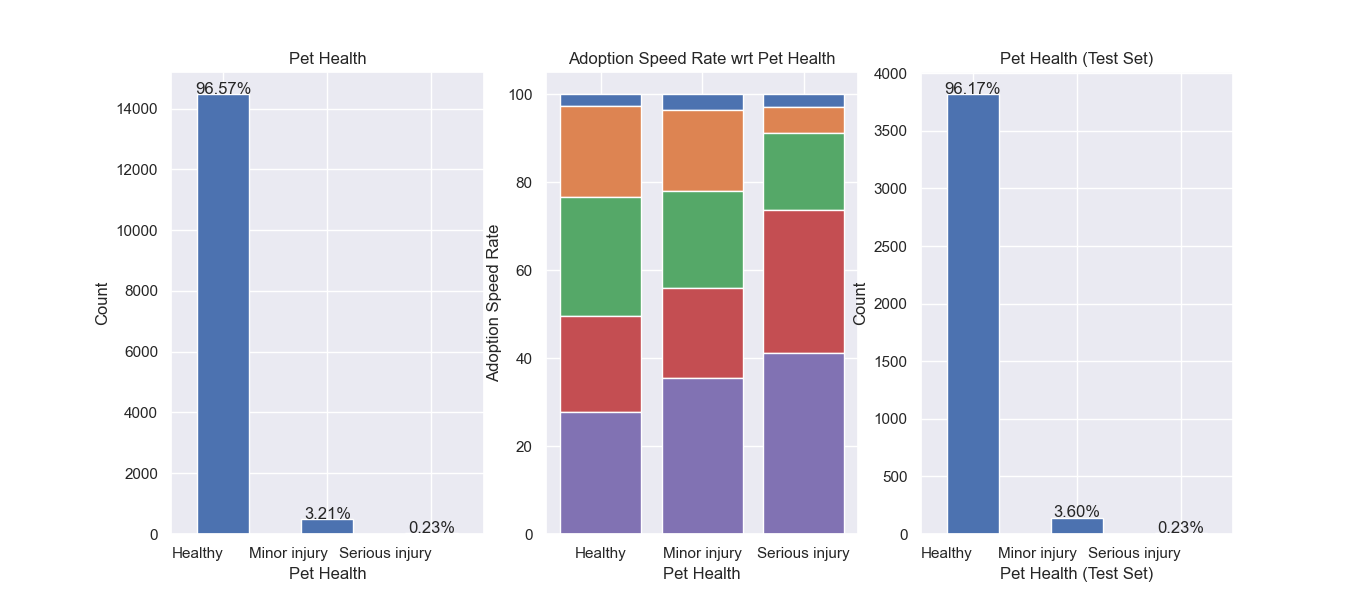 Pet Health
96.57%
3.21%
0.23%
14000
12000
10000
8000
6000
4000
2000
0
Count
Healthy Minor injury Serious injury
Pet Health
Adoption Speed Rate wrt Pet Health
100
80
60
40
20
0
Adoption Speed Rate
Healthy Minor injury Serious injury
Pet Health
Pet Health (Test Set)
96.17%
3.60%
0.23%
4000
3500
3000
2500
2000
1500
1000
500
0
Count
Healthy Minor injury Serious injury
Pet Health (Test Set)